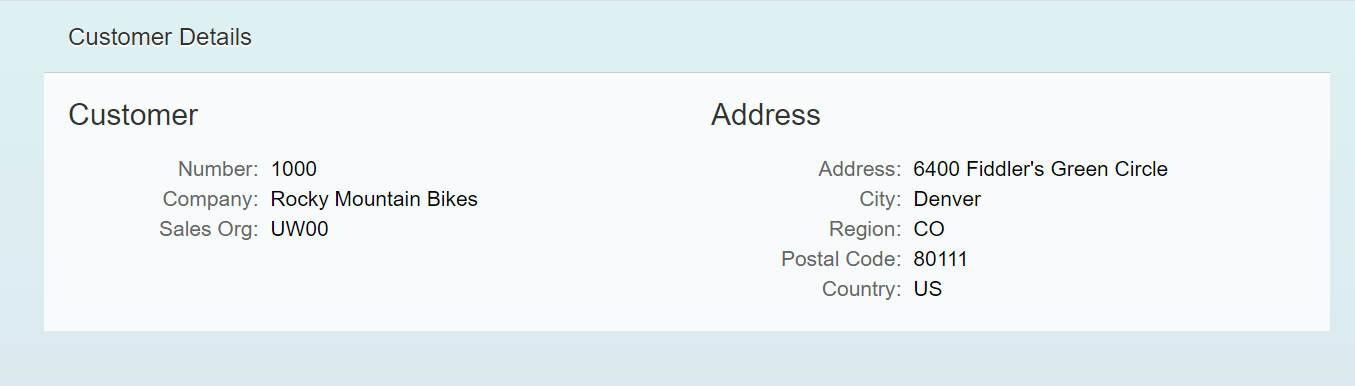 Customer Details
Customer
Number: 1000
Company: Rocky Mountain Bikes
Sales Org: UW00
Address
Address: 6400 Fiddler's Green Circle
City: Denver
Region: CO
Postal Code: 80111
Country: US